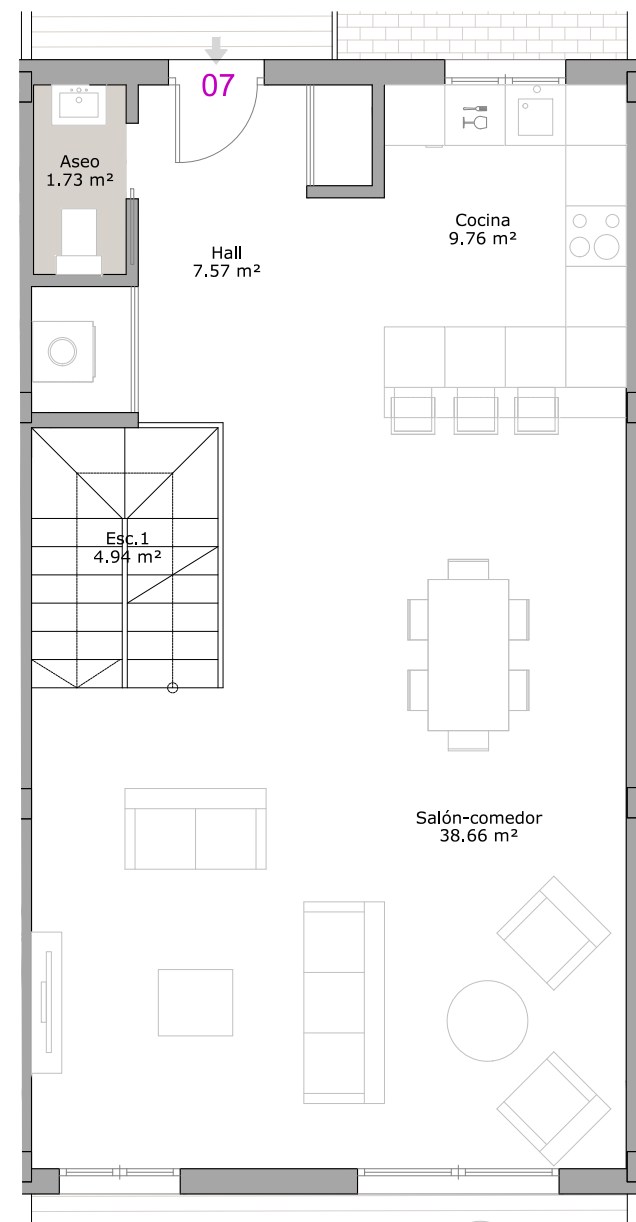 07
Aseo
1.73 m²
Hall
7.57 m²
Cocina
9.76 m²
Esc.1
4.94 m²
Salón-comedor
38.66 m²